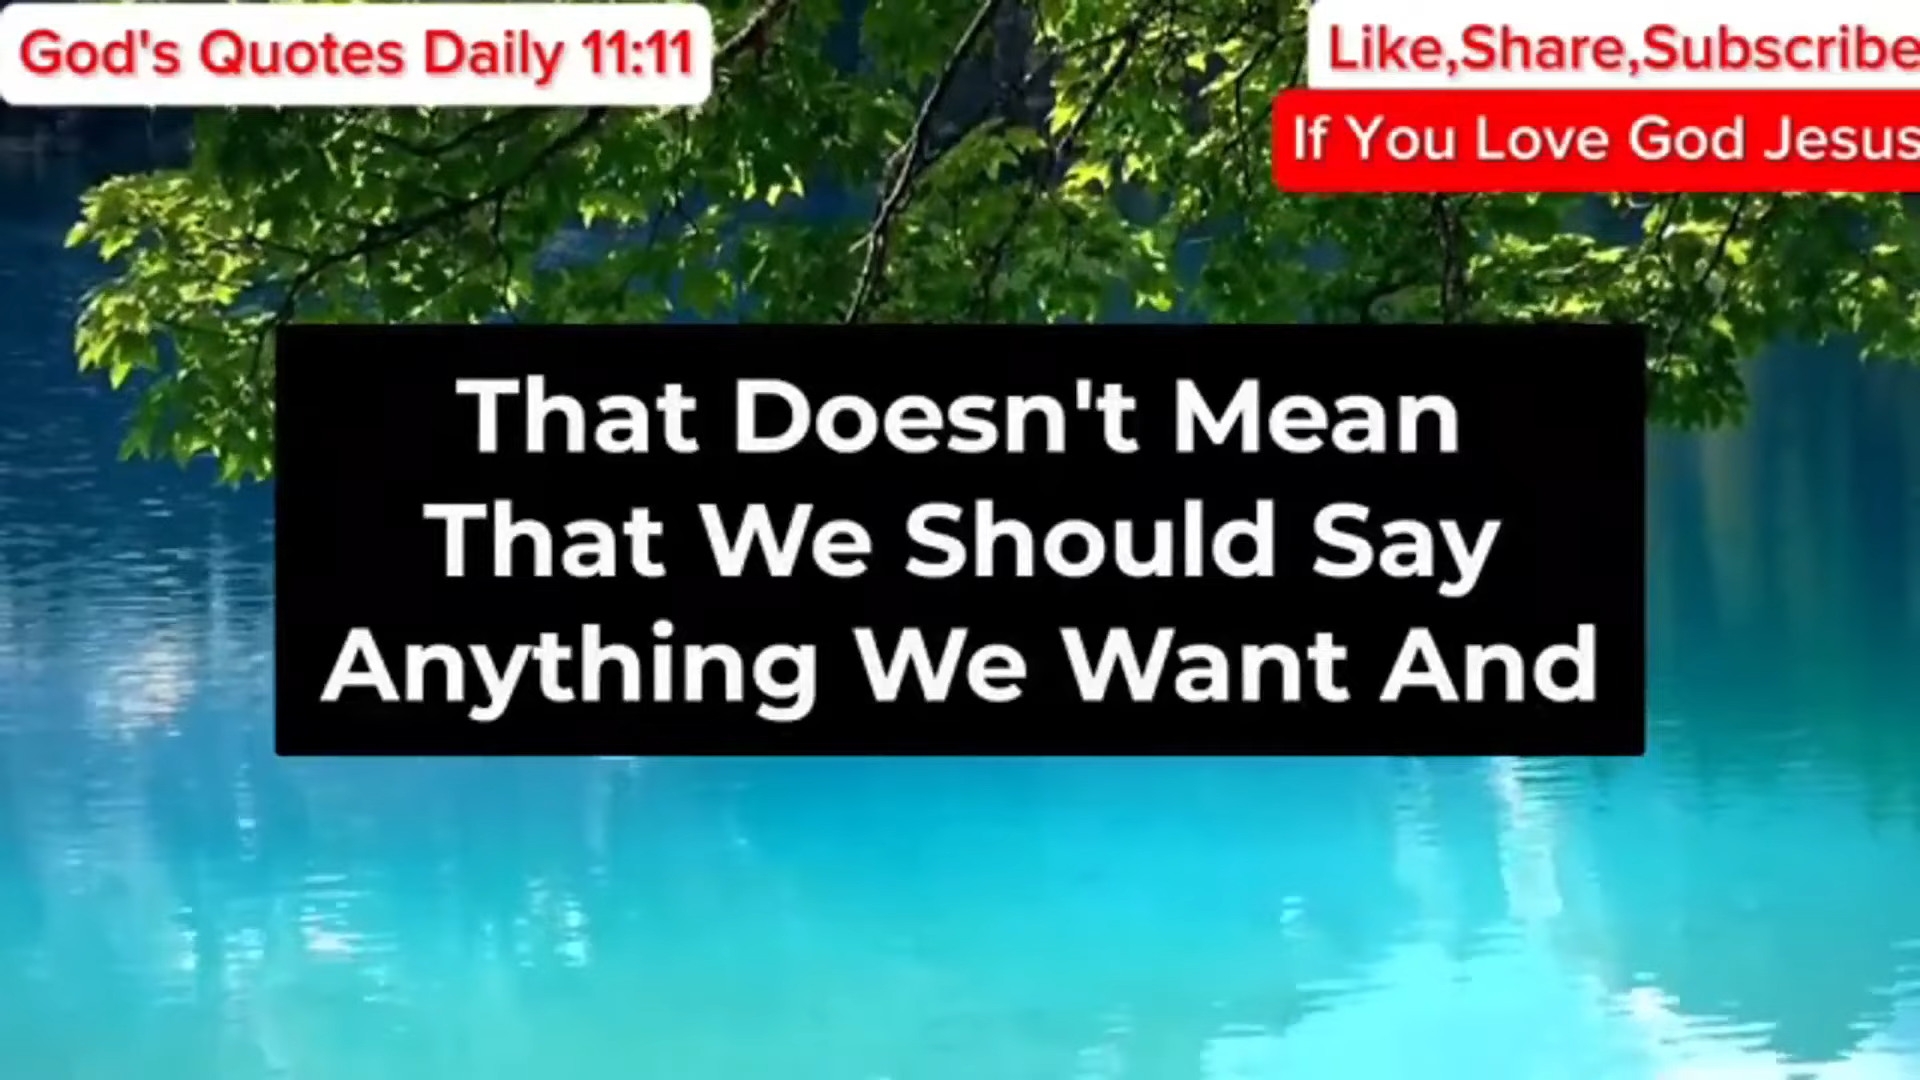 God's Quotes Daily 11:11
Like,Share,Subscribe
If You Love God Jesus
That Doesn't Mean
That We Should Say
Anything We Want And